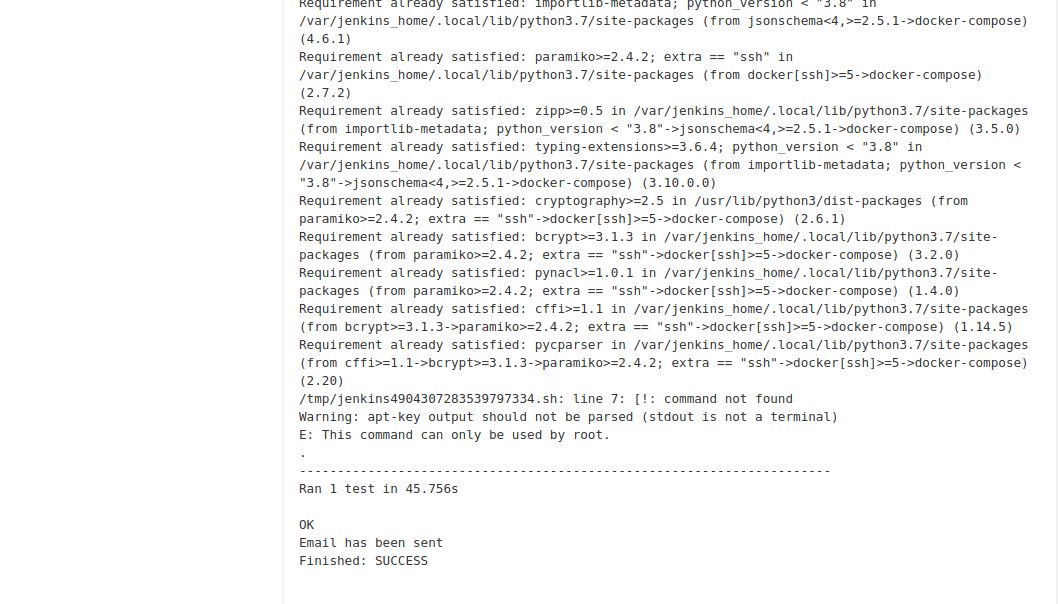 Requirement already satisfied: importlib-metadata; python_version < "3.8" in
/var/jenkins_home/.local/lib/python3.7/site-packages (from jsonschema<4,>=2.5.1->docker-compose)
(4.6.1)
Requirement already satisfied: paramiko>=2.4.2; extra == "ssh" in
/var/jenkins_home/.local/lib/python3.7/site-packages (from docker[ssh]>=5->docker-compose)
(2.7.2)
Requirement already satisfied: zipp>=0.5 in /var/jenkins_home/.local/lib/python3.7/site-packages
(from importlib-metadata; python_version < "3.8"->jsonschema<4,>=2.5.1->docker-compose) (3.5.0)
Requirement already satisfied: typing-extensions>=3.6.4; python_version < "3.8" in
/var/jenkins_home/.local/lib/python3.7/site-packages (from importlib-metadata; python_version <
"3.8"->jsonschema<4,>=2.5.1->docker-compose) (3.10.0.0)
Requirement already satisfied: cryptography>=2.5 in /usr/lib/python3/dist-packages (from
paramiko>=2.4.2; extra == "ssh"->docker[ssh]>=5->docker-compose) (2.6.1)
Requirement already satisfied: bcrypt>=3.1.3 in /var/jenkins_home/.local/lib/python3.7/site-
packages (from paramiko>=2.4.2; extra == "ssh"->docker[ssh]>=5->docker-compose) (3.2.0)
Requirement already satisfied: pynacl>=1.0.1 in /var/jenkins_home/.local/lib/python3.7/site-
packages (from paramiko>=2.4.2; extra == "ssh"->docker[ssh]>=5->docker-compose) (1.4.0)
Requirement already satisfied: cffi>=1.1 in /var/jenkins_home/.local/lib/python3.7/site-packages
(from bcrypt>=3.1.3->paramiko>=2.4.2; extra == "ssh"->docker[ssh]>=5->docker-compose) (1.14.5)
Requirement already satisfied: pycparser in /var/jenkins_home/.local/lib/python3.7/site-packages
(from cffi>=1.1->bcrypt>=3.1.3->paramiko>=2.4.2; extra == "ssh"->docker[ssh]>=5->docker-compose)
(2.20)
/tmp/jenkins4904307283539797334.sh: line 7: [!: command not found
Warning: apt-key output should not be parsed (stdout is not a terminal)
E: This command can only be used by root.
.
----------------------------------------------------------------------
Ran 1 test in 45.756s

OK
Email has been sent
Finished: SUCCESS